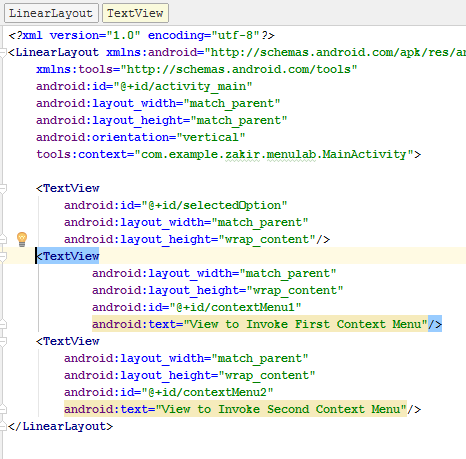 LinearLayout TextView
<?xml version="1.0" encoding="utf-8"?>
<LinearLayout xmlns:android="http://schemas.android.com/apk/res/an
xmlns:tools="http://schemas.android.com/tools"
android:id="@+id/activity_main"
android:layout_width="match_parent"
android:layout_height="match_parent"
android:orientation="vertical"
tools:context="com.example.zakir.menulab.MainActivity">
<TextView
android:id="@+id/selectedOption"
android:layout_width="match_parent"
android:layout_height="wrap_content"/>
<TextView
android:layout_width="match_parent"
android:layout_height="wrap_content"
android:id="@+id/contextMenu1"
android:text="View to Invoke First Context Menu"/>
<TextView
android:layout_width="match_parent"
android:layout_height="wrap_content"
android:id="@+id/contextMenu2"
android:text="View to Invoke Second Context Menu"/>
</LinearLayout>